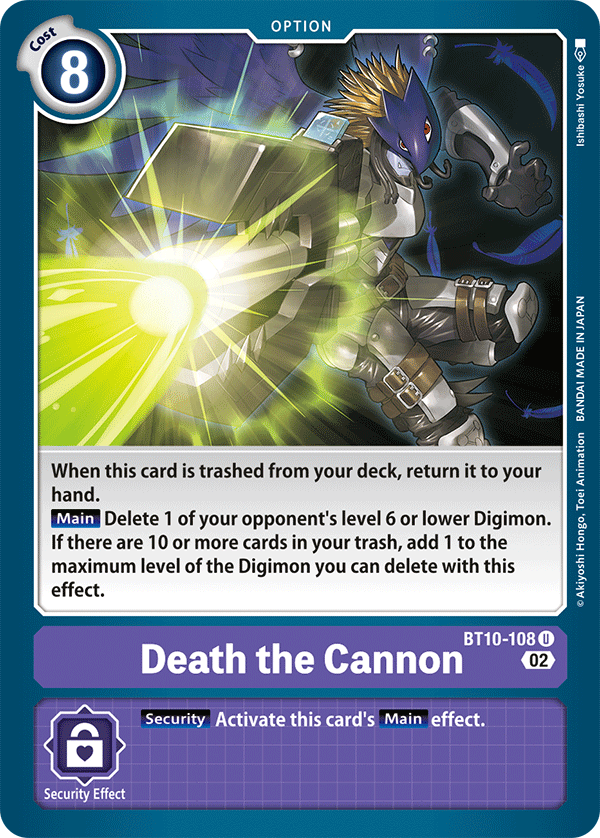 OPTION
Cost
8
Ishibashi Yosuke
When this card is trashed from your deck, return it to your
hand.
Main Delete 1 of your opponent's level 6 or lower Digimon.
If there are 10 or more cards in your trash, add 1 to the
maximum level of the Digimon you can delete with this
effect.
© Akiyoshi Hongo, Toei Animation BANDAI MADE IN JAPAN
BT10-108 U
Death the Cannon
02
Security Activate this card's Main effect.
Security Effect